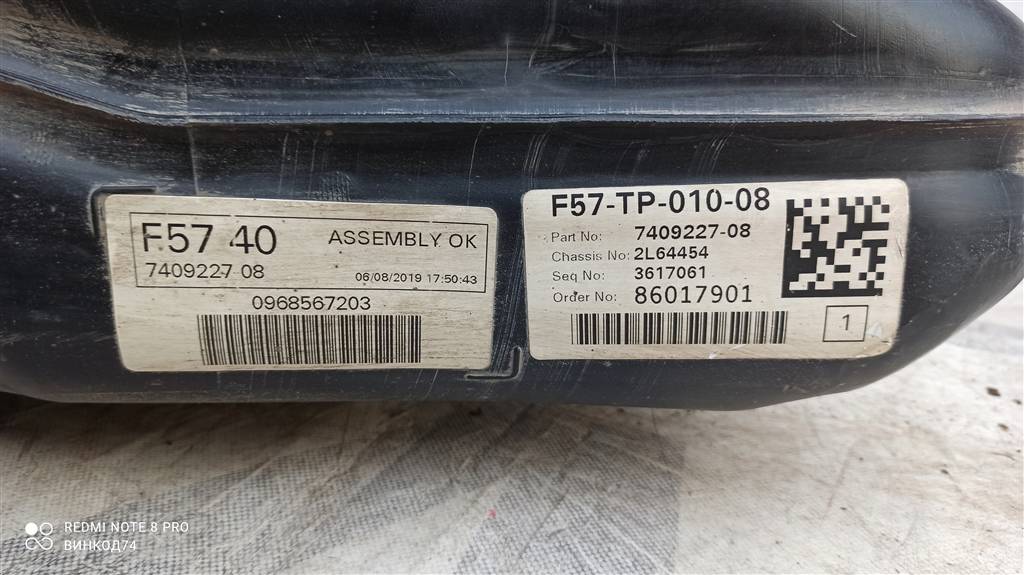 F57 40
ASSEMBLY OK
7409227 08
06/08/2019 17:50:43
0968567203
F57-TP-010-08
Part No: 7409227-08
Chassis No: 2L64454
Seq No: 3617061
Order No: 86017901
1
REDMI NOTE 8 PRO
ВИНКОД74